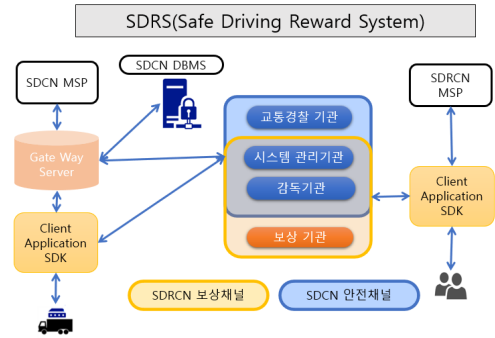 SDRS(Safe Driving Reward System)
SDCN MSP
SDCN DBMS
SDRCN
MSP
교통경찰 기관
Gate Way
Server
시스템 관리기관
감독기관
Client
Application
SDK
Client
Application
SDK
보상 기관
SDRCN 보상채널
SDCN 안전채널